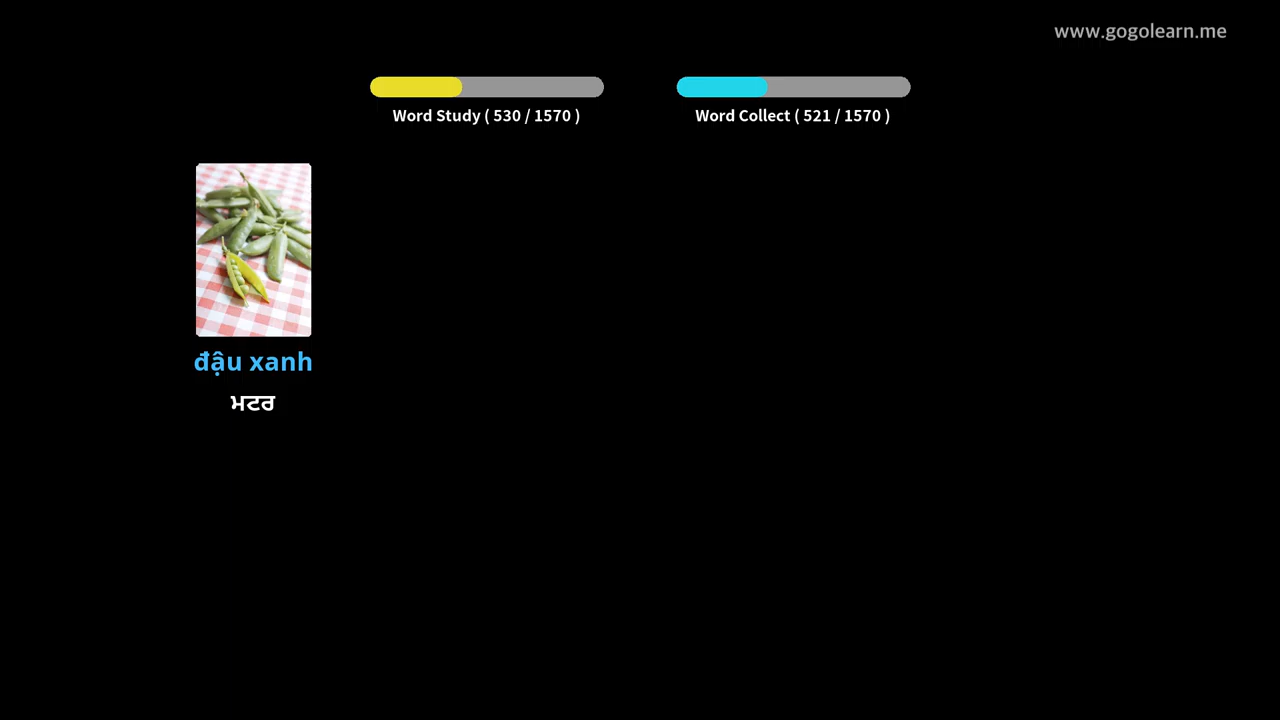 www.gogolearn.me
Word Study ( 530 / 1570 )
Word Collect ( 521 / 1570 )
đậu xanh
ਮਟਰ